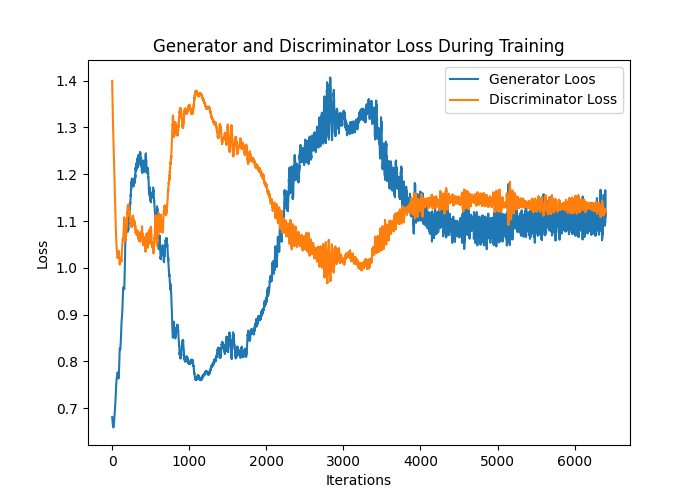 Generator and Discriminator Loss During Training
Generator Loos
Discriminator Loss
1.4
1.3
1.2
1.1
1.0
0.9
0.8
0.7
Loss
0 1000 2000 3000 4000 5000 6000
Iterations